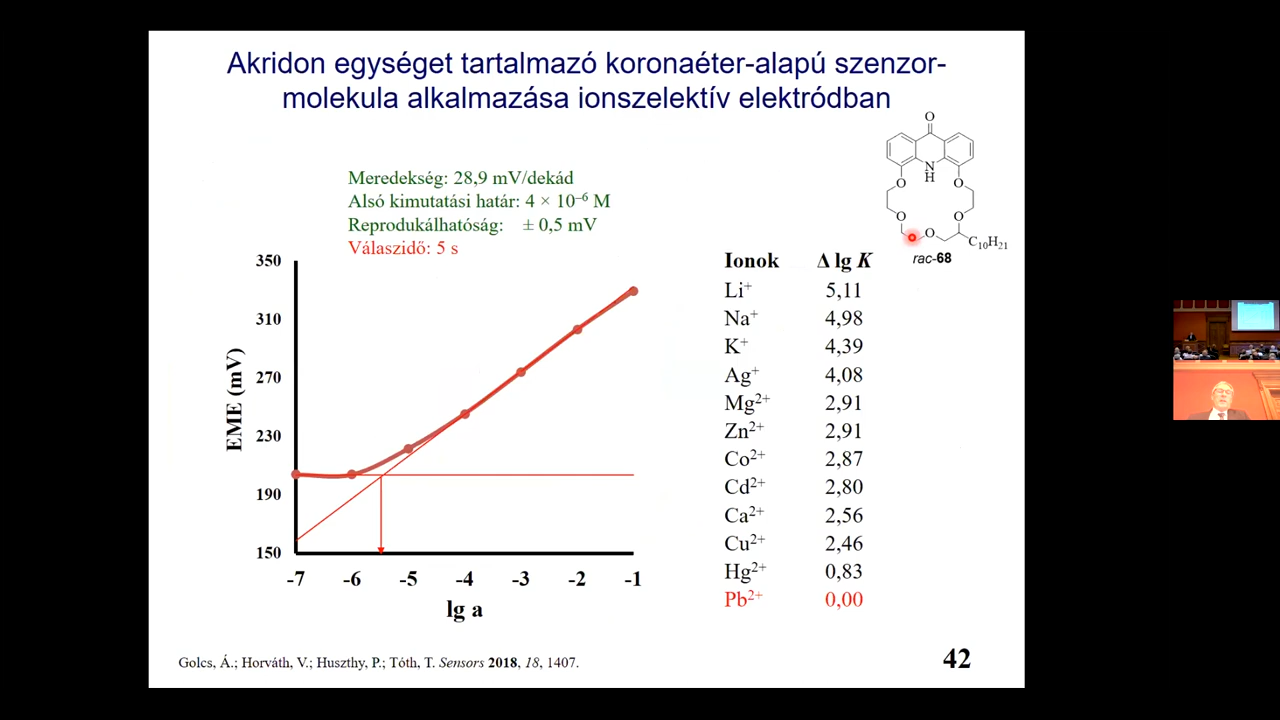 Akridon egységet tartalmazó koronaéter-alapú szenzor-
molekula alkalmazása ionszelektív elektródban
O
N
H
O
O
O
O
O
C₁₀H₂₁
rac-68
Meredekség: 28,9 mV/dekád
Alsó kimutatási határ: 4 × 10⁻⁶ M
Reprodukálhatóság: ± 0,5 mV
Válaszidő: 5 s
350
310
270
230
190
150
EME (mV)
-7 -6 -5 -4 -3 -2 -1
lg a
Ionok Δ lg K
Li⁺ 5,11
Na⁺ 4,98
K⁺ 4,39
Ag⁺ 4,08
Mg²⁺ 2,91
Zn²⁺ 2,91
Co²⁺ 2,87
Cd²⁺ 2,80
Ca²⁺ 2,56
Cu²⁺ 2,46
Hg²⁺ 0,83
Pb²⁺ 0,00
Golcs, Á.; Horváth, V.; Huszthy, P.; Tóth, T. Sensors 2018, 18, 1407.
42